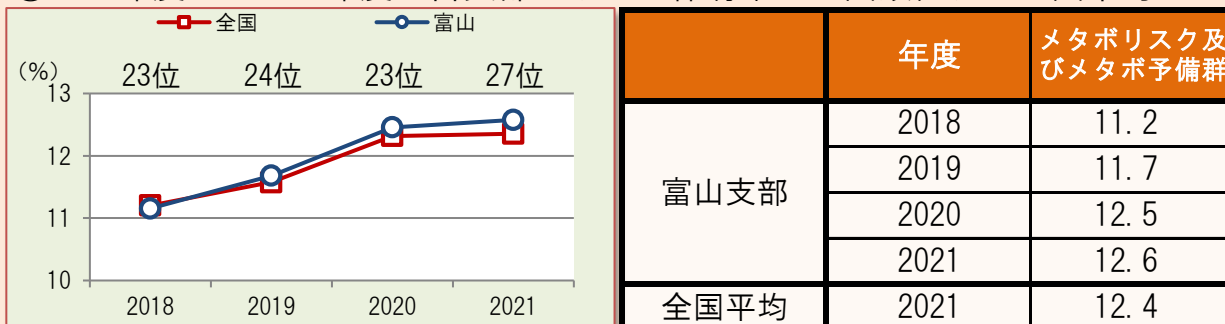 全国 富山
(%) 23位 24位 23位 27位
13
12
11
10
2018 2019 2020 2021
年度 メタボリスク及
びメタボ予備群
富山支部
2018 11.2
2019 11.7
2020 12.5
2021 12.6
全国平均 2021 12.4